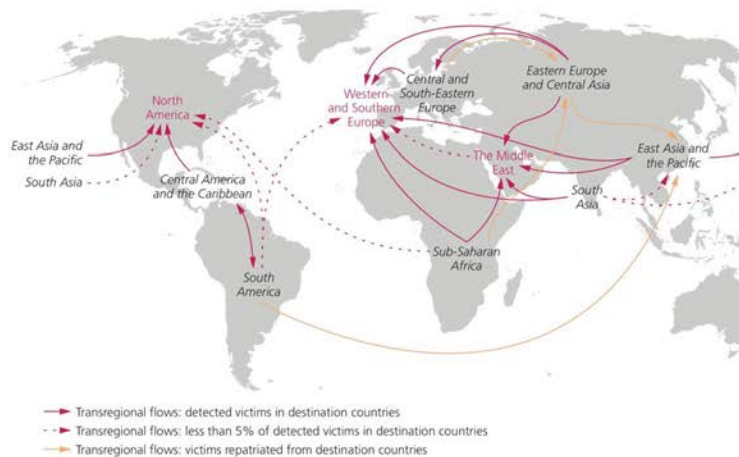 North
America
East Asia and
the Pacific
South Asia
Central America
and the Caribbean
South
America
Western
and Southern
Europe
Central and
South-Eastern
Europe
Eastern Europe
and Central Asia
The Middle
East
East Asia and
the Pacific
South
Asia
Sub-Saharan
Africa
Transregional flows: detected victims in destination countries
Transregional flows: less than 5% of detected victims in destination countries
Transregional flows: victims repatriated from destination countries